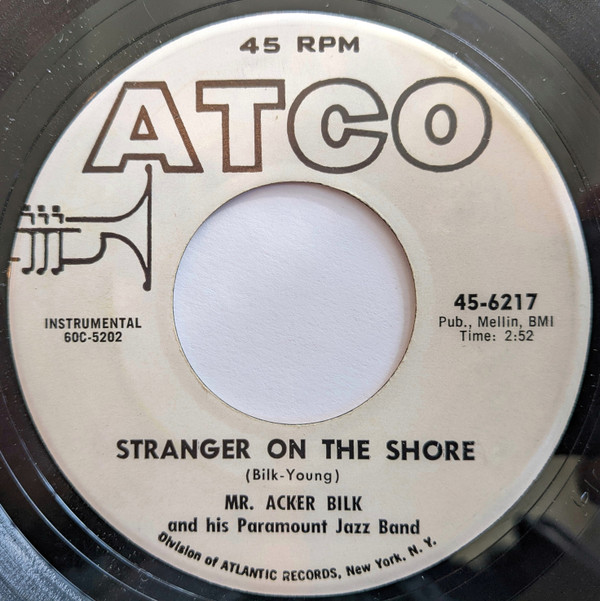 45 RPM
ATCO
INSTRUMENTAL
60C-5202
45-6217
Pub., Mellin, BMI
Time: 2:52
STRANGER ON THE SHORE
(Bilk-Young)
MR. ACKER BILK
and his Paramount Jazz Band
Division of ATLANTIC RECORDS, New York, N. Y.